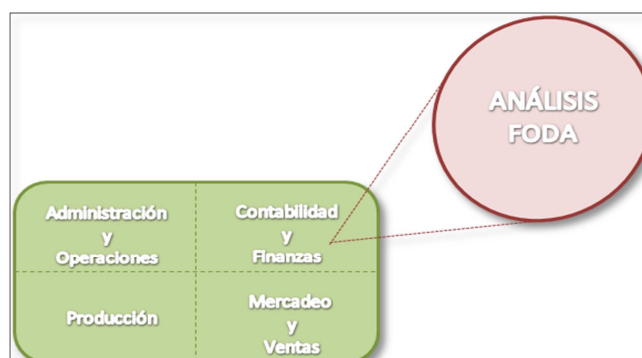 ANÁLISIS
FODA
Administración
y
Operaciones
Contabilidad
y
Finanzas
Producción
Mercadeo
y
Ventas